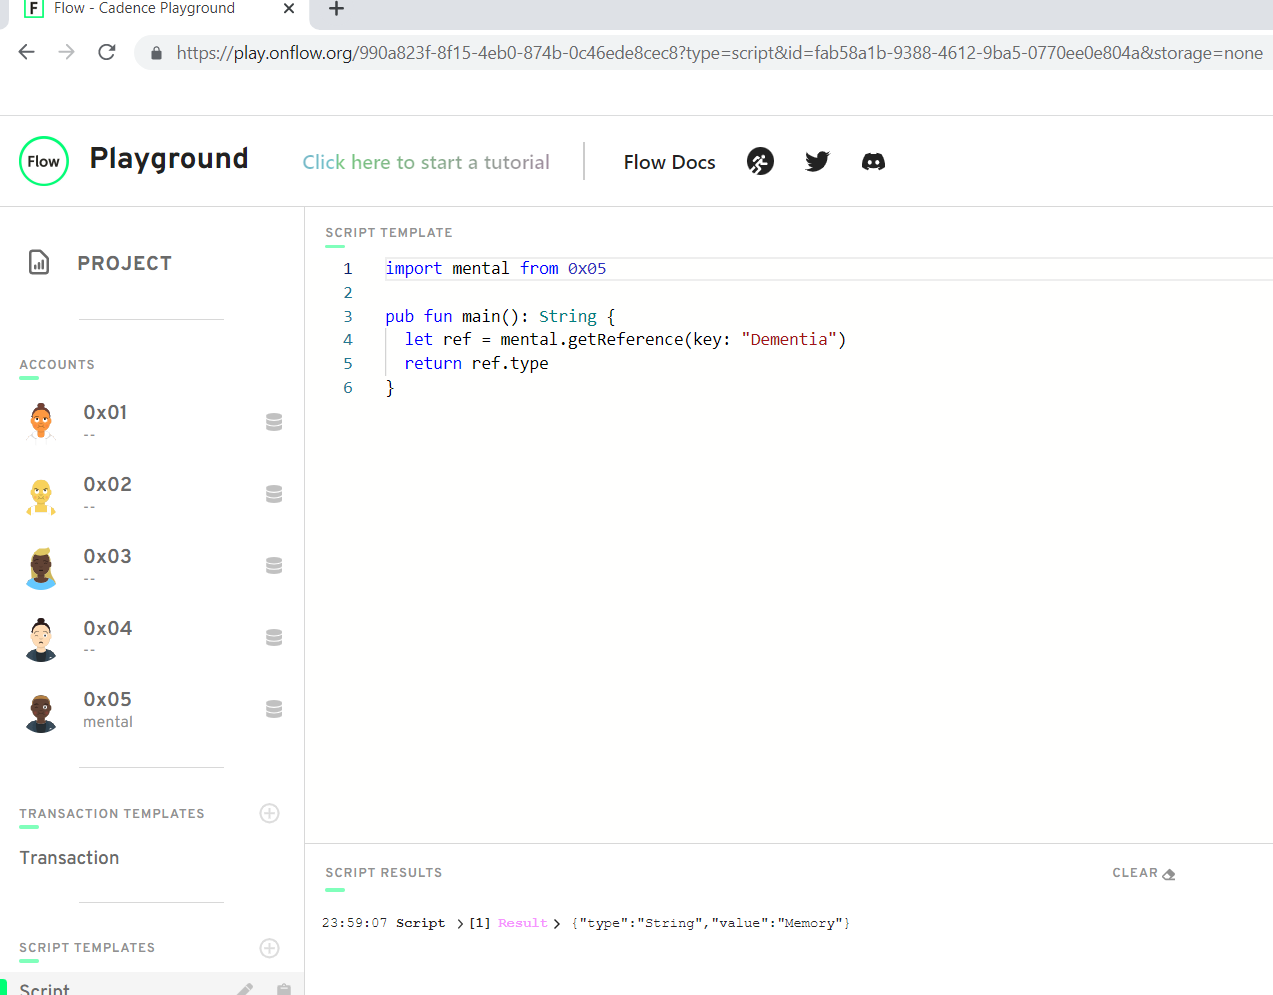 F Flow - Cadence Playground
https://play.onflow.org/990a823f-8f15-4eb0-874b-0c46ede8cec8?type=script&id=fab58a1b-9388-4612-9ba5-0770ee0e804a&storage=none
Flow Playground Click here to start a tutorial Flow Docs
PROJECT
ACCOUNTS
0x01
--
0x02
--
0x03
--
0x04
--
0x05
mental
TRANSACTION TEMPLATES
Transaction
SCRIPT TEMPLATES
Script
SCRIPT TEMPLATE
1 import mental from 0x05
2
3 pub fun main(): String {
4 let ref = mental.getReference(key: "Dementia")
5 return ref.type
6 }
SCRIPT RESULTS CLEAR
23:59:07 Script >[1] Result> {"type":"String","value":"Memory"}